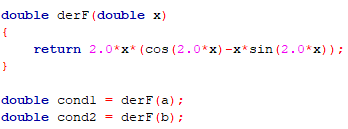 double derF(double x)
{
    return 2.0*x*(cos(2.0*x)-x*sin(2.0*x));
}
double cond1 = derF(a);
double cond2 = derF(b);